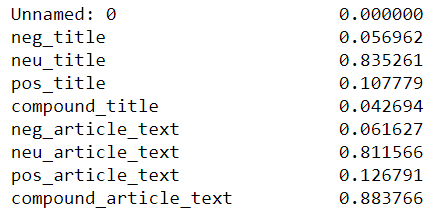 Unnamed: 0 0.000000
neg_title 0.056962
neu_title 0.835261
pos_title 0.107779
compound_title 0.042694
neg_article_text 0.061627
neu_article_text 0.811566
pos_article_text 0.126791
compound_article_text 0.883766